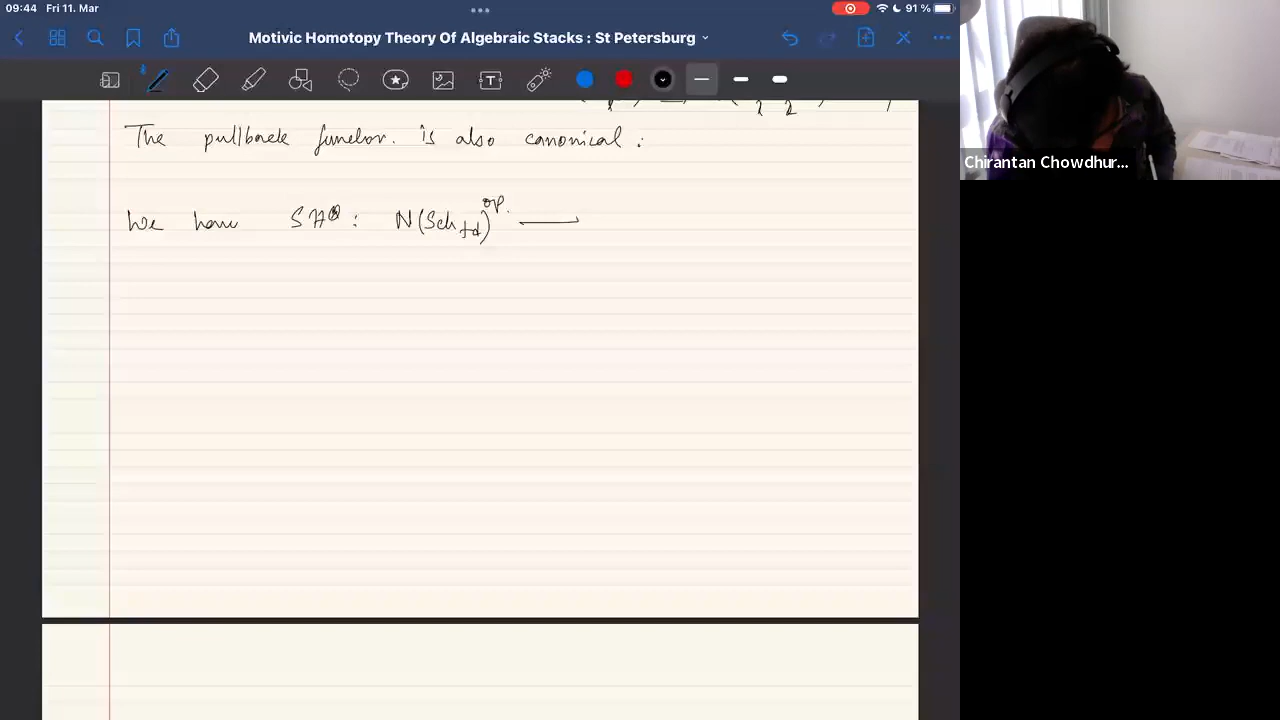 09:44 Fri 11. Mar
91 %
Motivic Homotopy Theory Of Algebraic Stacks : St Petersburg
The pullback functor. is also canonical :
We have SH⊗ : N(Sch_fd)^op. ⟶
Chirantan Chowdhur...